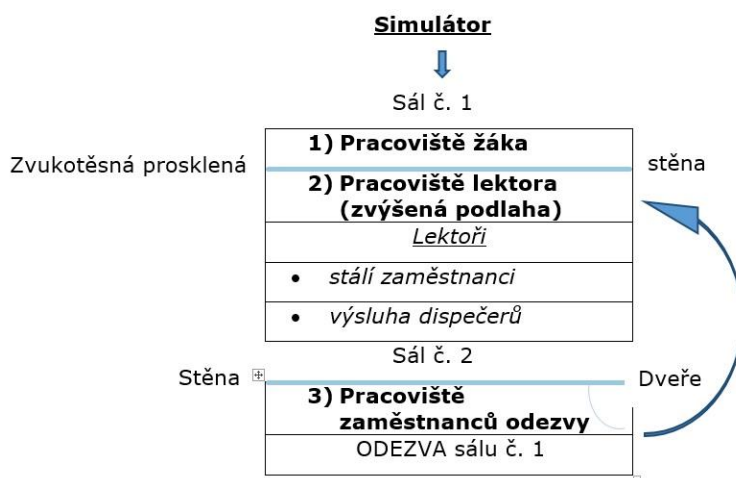 Simulátor
Sál č. 1
1) Pracoviště žáka
Zvukotěsná prosklená
stěna
2) Pracoviště lektora
(zvýšená podlaha)
Lektoři
• stálí zaměstnanci
• výsluha dispečerů
Sál č. 2
Stěna
Dveře
3) Pracoviště
zaměstnanců odezvy
ODEZVA sálu č. 1